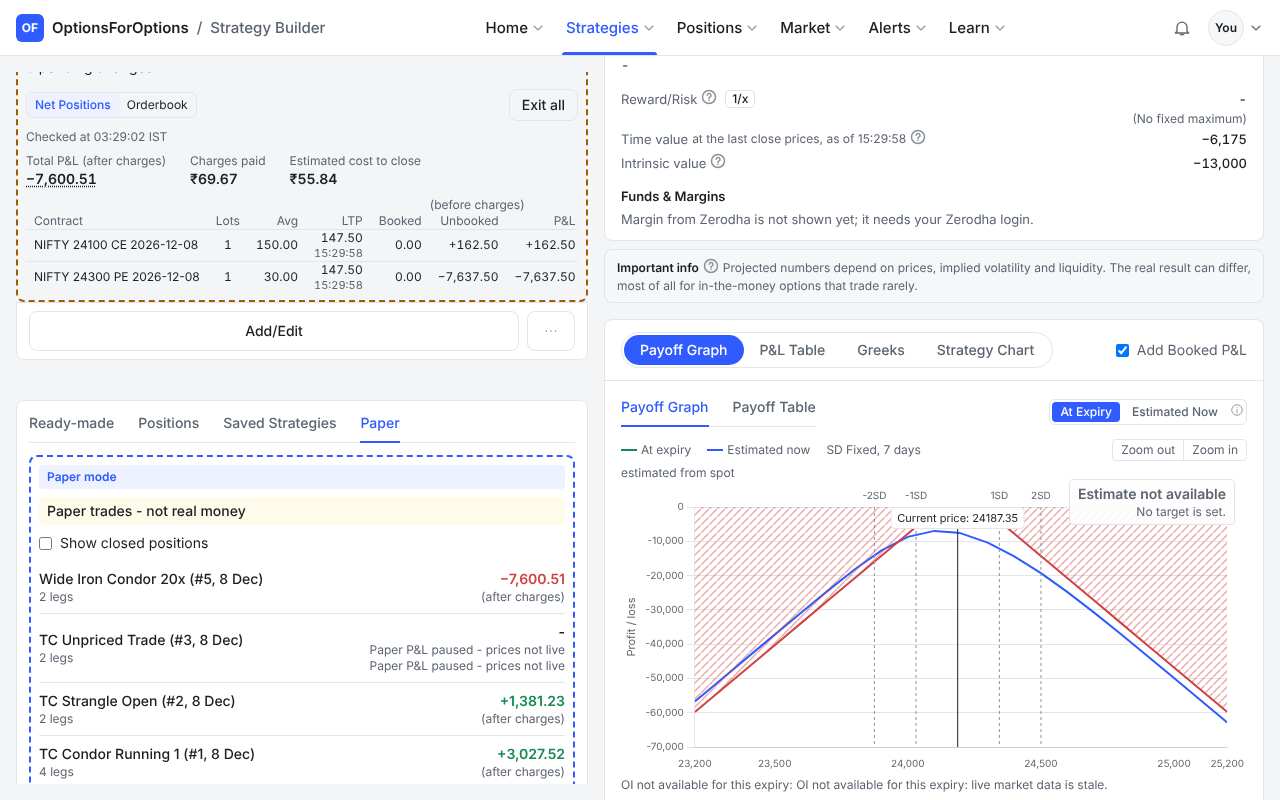 OF OptionsForOptions / Strategy Builder
Home Strategies Positions Market Alerts Learn
You
Net Positions Orderbook
Exit all
Checked at 03:29:02 IST
Total P&L (after charges) Charges paid Estimated cost to close
−7,600.51 ₹69.67 ₹55.84
(before charges)
Contract Lots Avg LTP Booked Unbooked P&L
NIFTY 24100 CE 2026-12-08 1 150.00 147.50 0.00 +162.50 +162.50
15:29:58
NIFTY 24300 PE 2026-12-08 1 30.00 147.50 0.00 −7,637.50 −7,637.50
15:29:58
Add/Edit ...
Ready-made Positions Saved Strategies Paper
Paper mode
Paper trades - not real money
Show closed positions
Wide Iron Condor 20x (#5, 8 Dec) −7,600.51
2 legs (after charges)
TC Unpriced Trade (#3, 8 Dec) -
2 legs Paper P&L paused - prices not live
Paper P&L paused - prices not live
TC Strangle Open (#2, 8 Dec) +1,381.23
2 legs (after charges)
TC Condor Running 1 (#1, 8 Dec) +3,027.52
4 legs (after charges)
-
Reward/Risk ? 1/x -
(No fixed maximum)
Time value at the last close prices, as of 15:29:58 ? −6,175
Intrinsic value ? −13,000
Funds & Margins
Margin from Zerodha is not shown yet; it needs your Zerodha login.
Important info ? Projected numbers depend on prices, implied volatility and liquidity. The real result can differ,
most of all for in-the-money options that trade rarely.
Payoff Graph P&L Table Greeks Strategy Chart
Add Booked P&L
Payoff Graph Payoff Table
At Expiry Estimated Now
At expiry Estimated now SD Fixed, 7 days
Zoom out Zoom in
estimated from spot
-2SD -1SD 1SD 2SD
Estimate not available
No target is set.
Current price: 24187.35
Profit / loss
0
-10,000
-20,000
-30,000
-40,000
-50,000
-60,000
-70,000
23,200 23,500 24,000 24,500 25,000 25,200
OI not available for this expiry: OI not available for this expiry: live market data is stale.